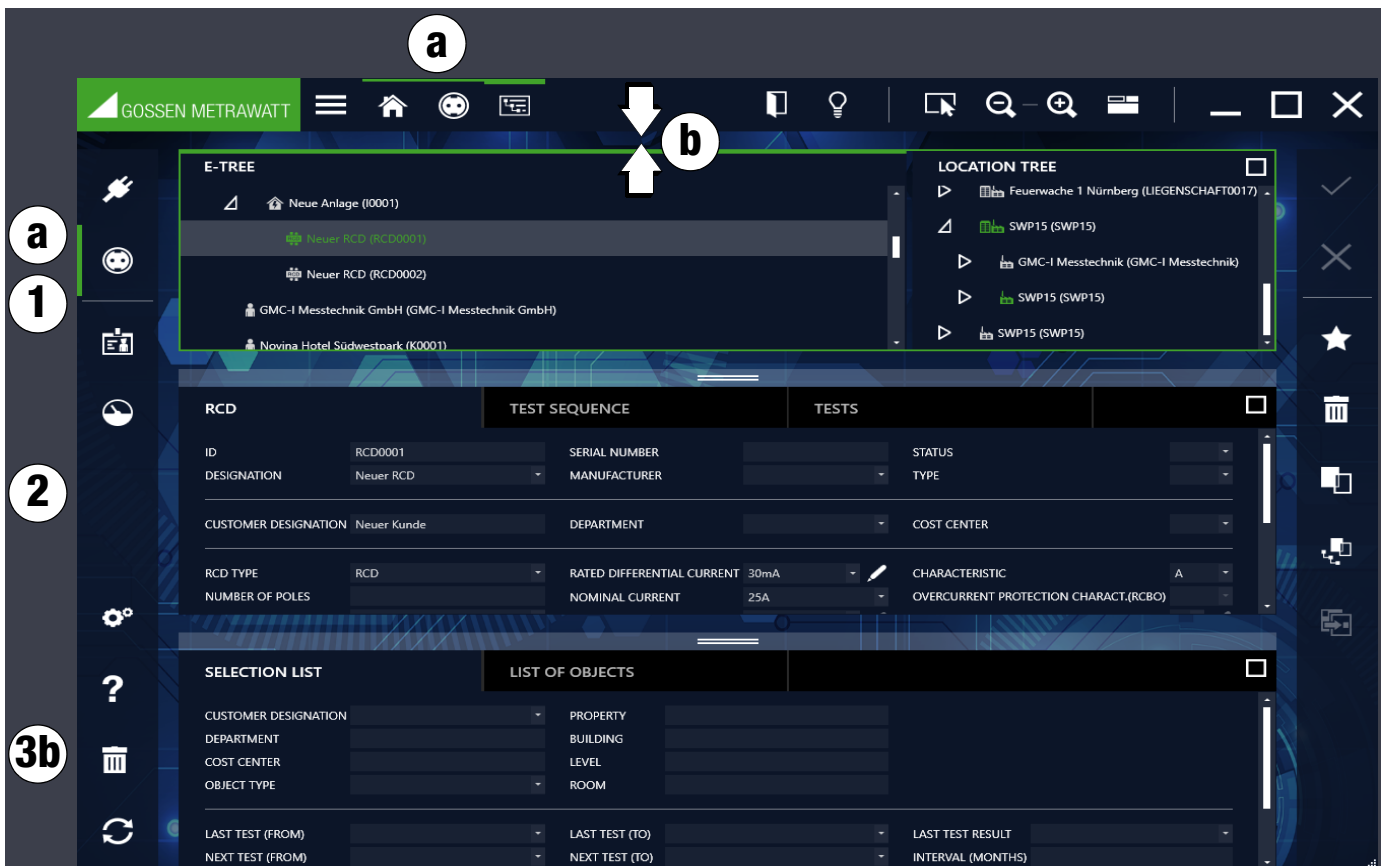 a
GOSSEN METRAWATT
b
E-TREE
Neue Anlage (I0001)
Neuer RCD (RCD0001)
Neuer RCD (RCD0002)
GMC-I Messtechnik GmbH (GMC-I Messtechnik GmbH)
Novina Hotel Südwestpark (K0001)
LOCATION TREE
Feuerwache 1 Nürnberg (LIEGENSCHAFT0017)
SWP15 (SWP15)
GMC-I Messtechnik (GMC-I Messtechnik)
SWP15 (SWP15)
SWP15 (SWP15)
a
1
RCD TEST SEQUENCE TESTS
ID RCD0001 SERIAL NUMBER STATUS
DESIGNATION Neuer RCD MANUFACTURER TYPE
2
CUSTOMER DESIGNATION Neuer Kunde DEPARTMENT COST CENTER
RCD TYPE RCD RATED DIFFERENTIAL CURRENT 30mA CHARACTERISTIC A
NUMBER OF POLES NOMINAL CURRENT 25A OVERCURRENT PROTECTION CHARACT.(RCBO)
?
SELECTION LIST LIST OF OBJECTS
CUSTOMER DESIGNATION PROPERTY
DEPARTMENT BUILDING
3b
COST CENTER LEVEL
OBJECT TYPE ROOM
LAST TEST (FROM) LAST TEST (TO) LAST TEST RESULT
NEXT TEST (FROM) NEXT TEST (TO) INTERVAL (MONTHS)